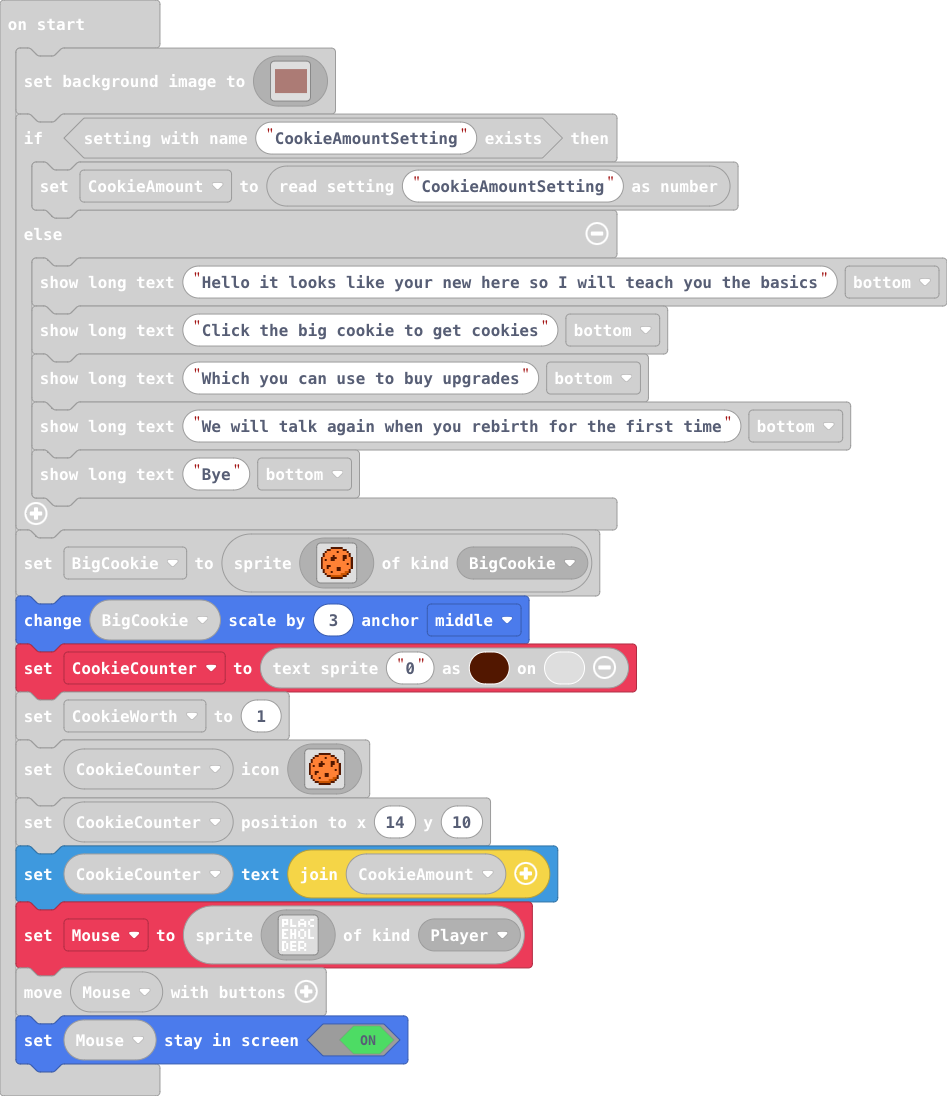 on start
set background image to
if setting with name "CookieAmountSetting" exists then
set CookieAmount to read setting "CookieAmountSetting" as number
else
show long text "Hello it looks like your new here so I will teach you the basics" bottom
show long text "Click the big cookie to get cookies" bottom
show long text "Which you can use to buy upgrades" bottom
show long text "We will talk again when you rebirth for the first time" bottom
show long text "Bye" bottom
set BigCookie to sprite of kind BigCookie
change BigCookie scale by 3 anchor middle
set CookieCounter to text sprite "0" as on
set CookieWorth to 1
set CookieCounter icon
set CookieCounter position to x 14 y 10
set CookieCounter text join CookieAmount
set Mouse to sprite PLACEHOLDER of kind Player
move Mouse with buttons
set Mouse stay in screen ON